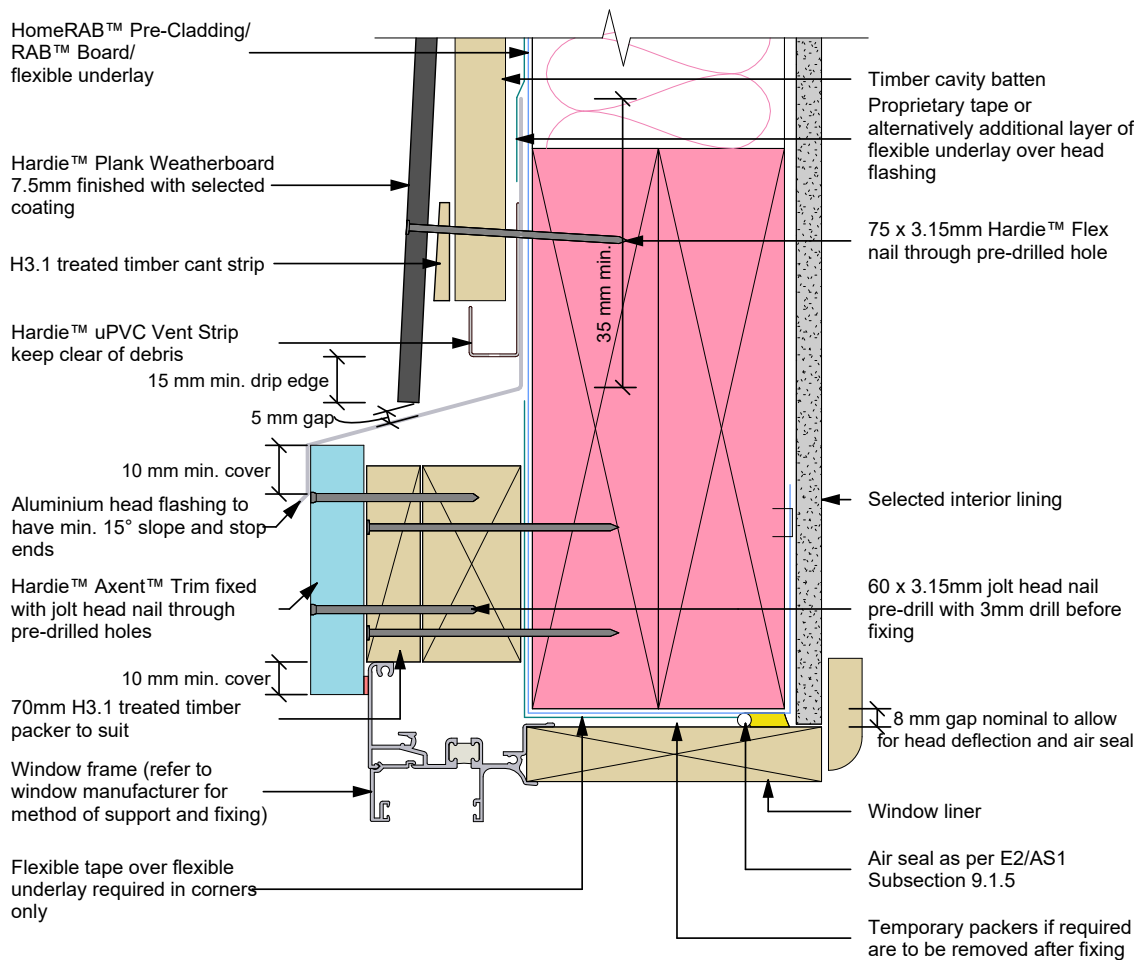 HomeRAB™ Pre-Cladding/
RAB™ Board/
flexible underlay
Hardie™ Plank Weatherboard
7.5mm finished with selected
coating
H3.1 treated timber cant strip
Hardie™ uPVC Vent Strip
keep clear of debris
15 mm min. drip edge
5 mm gap
10 mm min. cover
Aluminium head flashing to
have min. 15° slope and stop
ends
Hardie™ Axent™ Trim fixed
with jolt head nail through
pre-drilled holes
10 mm min. cover
70mm H3.1 treated timber
packer to suit
Window frame (refer to
window manufacturer for
method of support and fixing)
Flexible tape over flexible
underlay required in corners
only
35 mm min.
Timber cavity batten
Proprietary tape or
alternatively additional layer of
flexible underlay over head
flashing
75 x 3.15mm Hardie™ Flex
nail through pre-drilled hole
Selected interior lining
60 x 3.15mm jolt head nail
pre-drill with 3mm drill before
fixing
8 mm gap nominal to allow
for head deflection and air seal
Window liner
Air seal as per E2/AS1
Subsection 9.1.5
Temporary packers if required
are to be removed after fixing